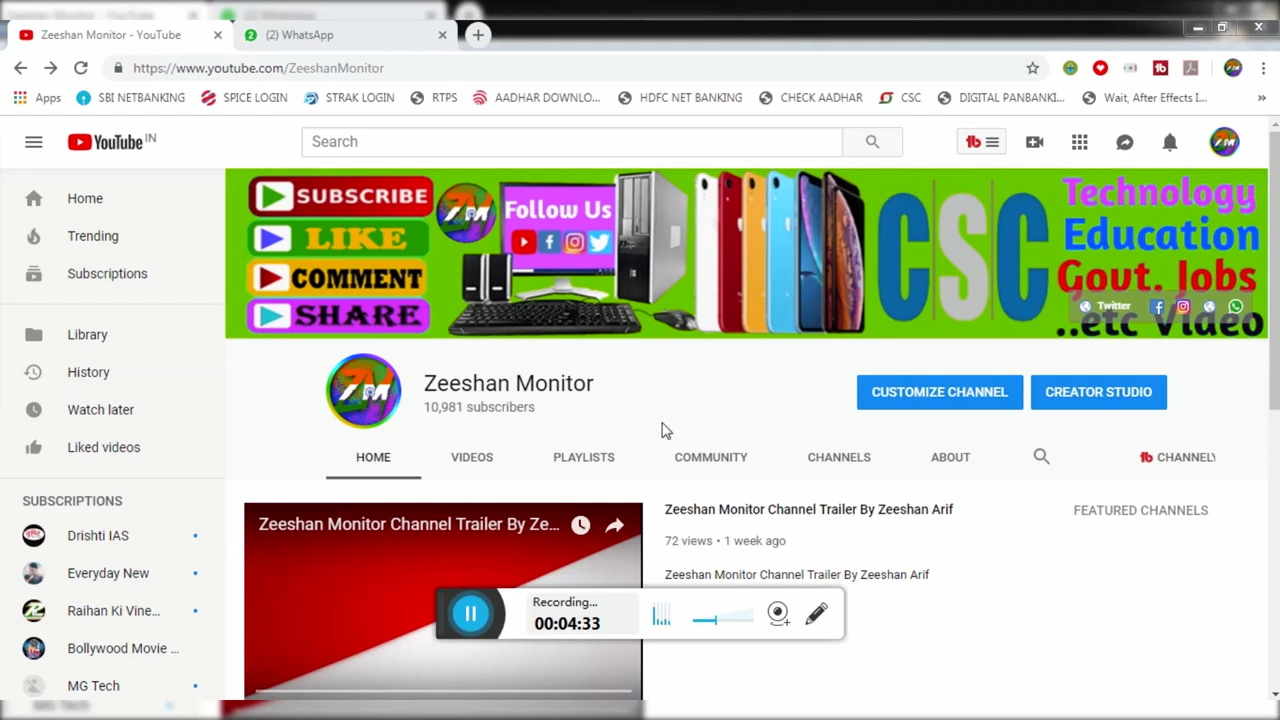 Zeeshan Monitor - YouTube
2
(2) WhatsApp
https://www.youtube.com/ZeeshanMonitor
Apps
SBI NETBANKING
SPICE LOGIN
STRAK LOGIN
RTPS
AADHAR DOWNLO...
HDFC NET BANKING
CHECK AADHAR
CSC
DIGITAL PANBANKI...
Wait, After Effects I...
YouTube IN
Search
SUBSCRIBE
LIKE
COMMENT
SHARE
ZM
Follow Us
CSC
Technology
Education
Govt. Jobs
..etc Video
Twitter
Home
Trending
Subscriptions
Library
History
Watch later
Liked videos
SUBSCRIPTIONS
Drishti IAS
Everyday New
Raihan Ki Vine...
Bollywood Movie ...
MG Tech
ZM
Zeeshan Monitor
10,981 subscribers
CUSTOMIZE CHANNEL
CREATOR STUDIO
HOME
VIDEOS
PLAYLISTS
COMMUNITY
CHANNELS
ABOUT
tb CHANNELY
Zeeshan Monitor Channel Trailer By Ze...
Zeeshan Monitor Channel Trailer By Zeeshan Arif
72 views • 1 week ago
Zeeshan Monitor Channel Trailer By Zeeshan Arif
FEATURED CHANNELS
Recording...
00:04:33